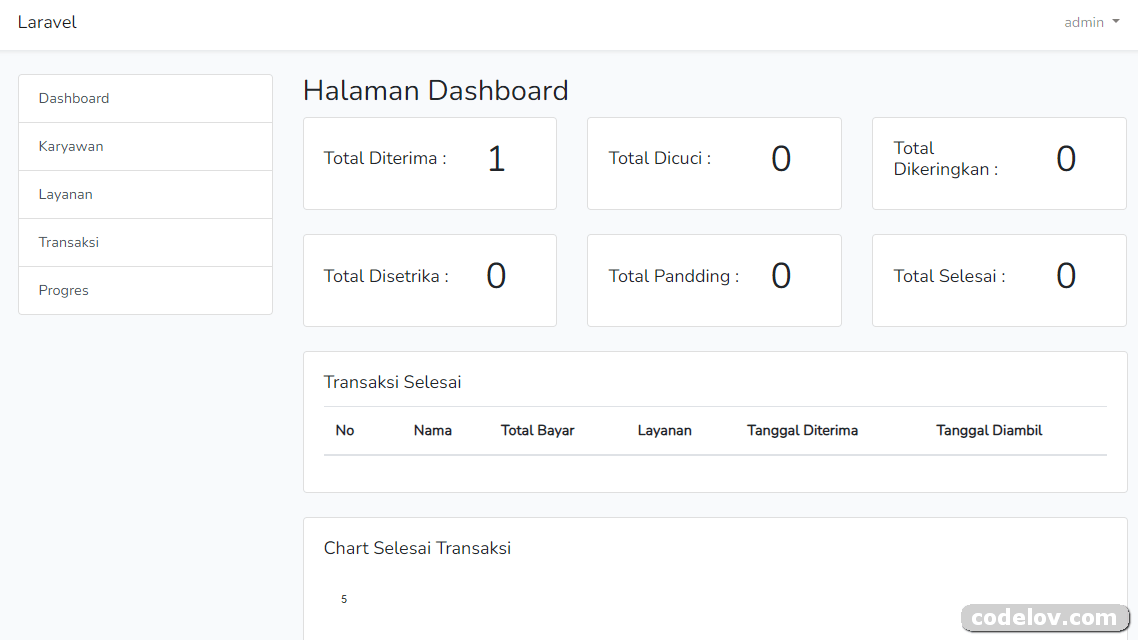 Laravel
admin
Dashboard
Karyawan
Layanan
Transaksi
Progres
Halaman Dashboard
Total Diterima :
1
Total Dicuci :
0
Total
Dikeringkan :
0
Total Disetrika :
0
Total Pandding :
0
Total Selesai :
0
Transaksi Selesai
No Nama Total Bayar Layanan Tanggal Diterima Tanggal Diambil
Chart Selesai Transaksi
5
codelov.com